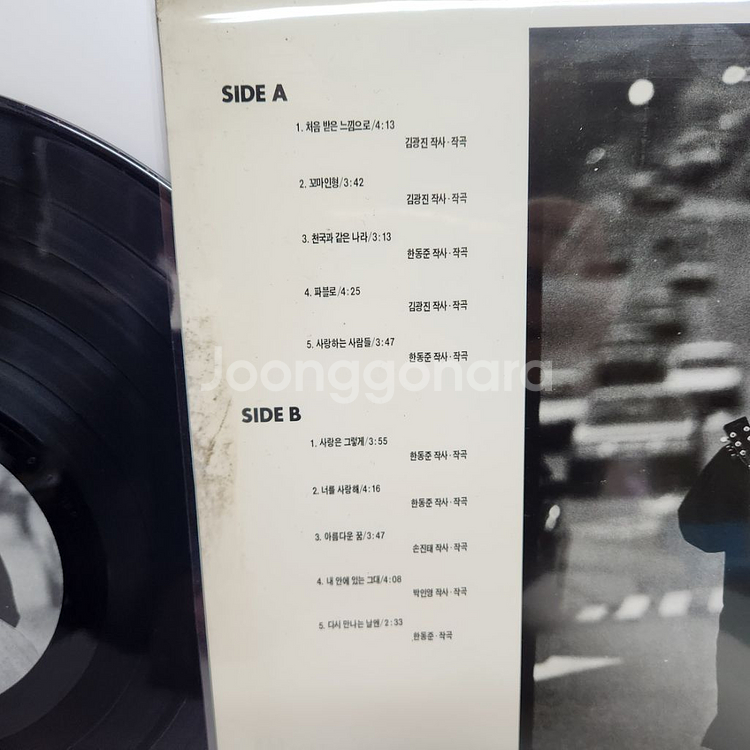 SIDE A
1. 처음 받은 느낌으로/4:13
김광진 작사·작곡
2. 꼬마인형/3:42
김광진 작사·작곡
3. 천국과 같은 나라/3:13
한동준 작사·작곡
4. 파블로/4:25
김광진 작사·작곡
5. 사랑하는 사람들/3:47
한동준 작사·작곡
Joonggonara
SIDE B
1. 사랑은 그렇게/3:55
한동준 작사·작곡
2. 너를 사랑해/4:16
한동준 작사·작곡
3. 아름다운 꿈/3:47
손진태 작사·작곡
4. 내 안에 있는 그대/4:08
박인영 작사·작곡
5. 다시 만나는 날엔/2:33
한동준·작곡